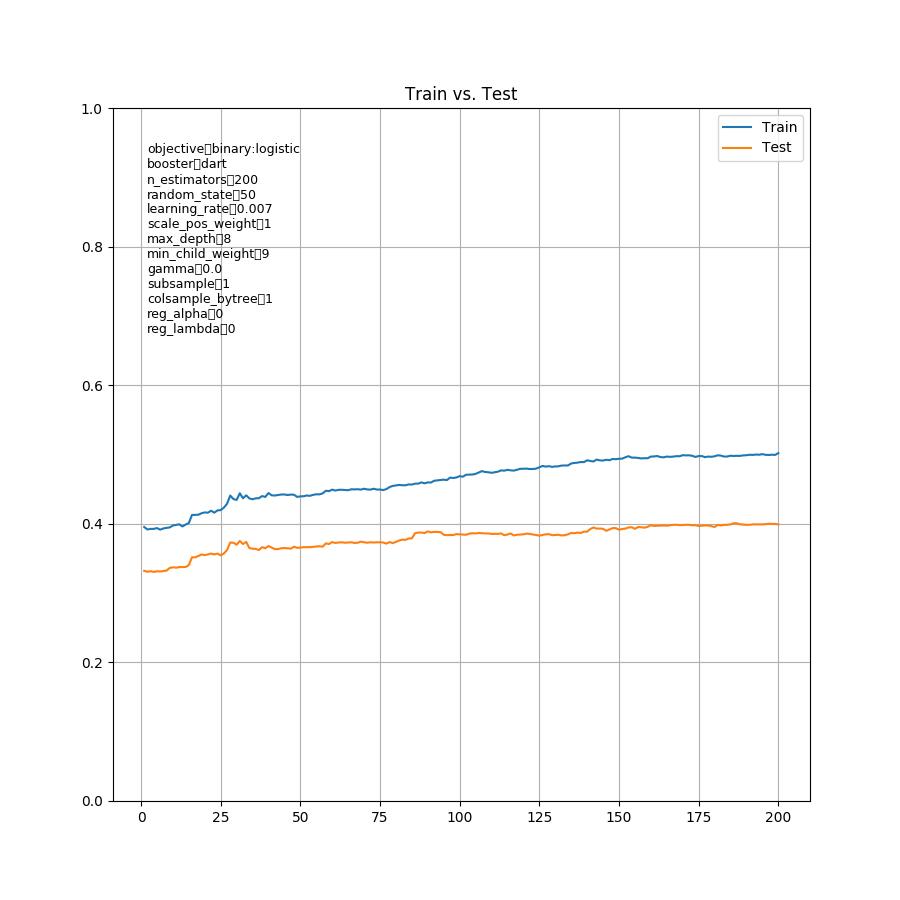 Train vs. Test
1.0
0.8
0.6
0.4
0.2
0.0
objective▯binary:logistic
booster▯dart
n_estimators▯200
random_state▯50
learning_rate▯0.007
scale_pos_weight▯1
max_depth▯8
min_child_weight▯9
gamma▯0.0
subsample▯1
colsample_bytree▯1
reg_alpha▯0
reg_lambda▯0
Train
Test
0 25 50 75 100 125 150 175 200